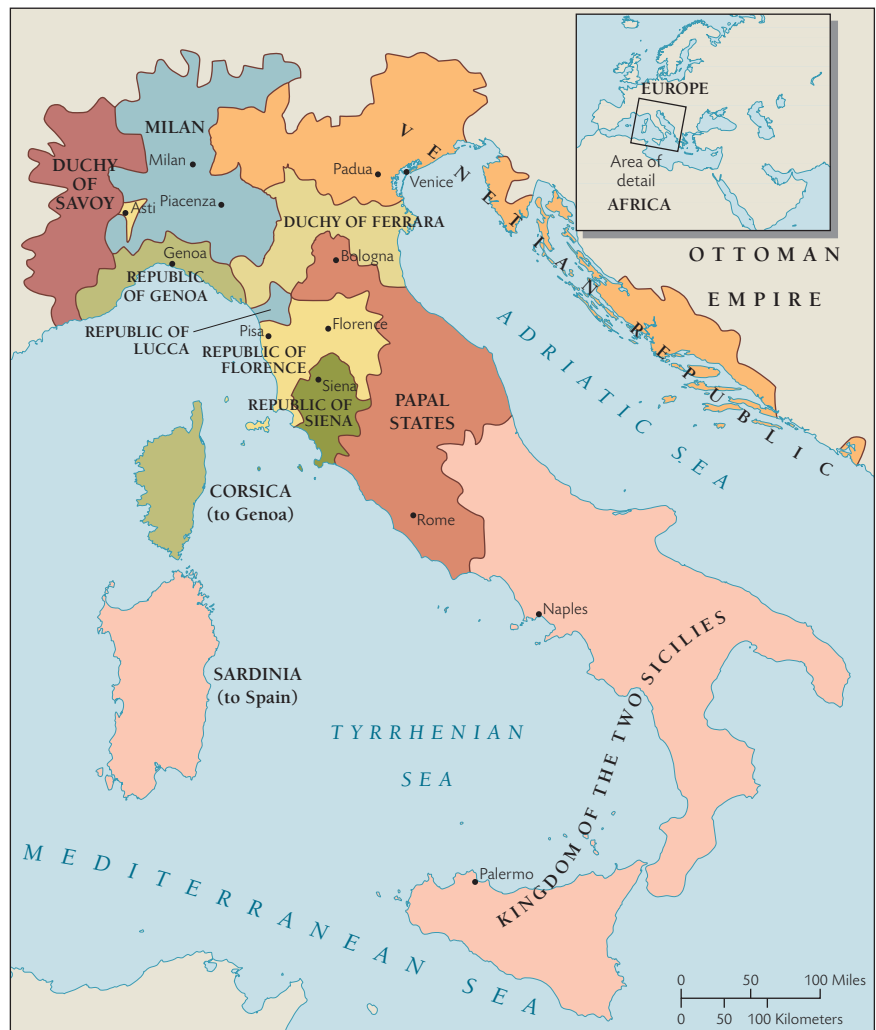 EUROPE
Area of
detail
AFRICA
MILAN
Milan
DUCHY
OF
SAVOY
Asti
Piacenza
Padua
Venice
VENETIAN REPUBLIC
DUCHY OF FERRARA
Bologna
Genoa
REPUBLIC
OF GENOA
OTTOMAN
EMPIRE
REPUBLIC OF
LUCCA
Pisa
Florence
REPUBLIC OF
FLORENCE
Siena
REPUBLIC OF
SIENA
PAPAL
STATES
ADRIATIC SEA
CORSICA
(to Genoa)
Rome
Naples
SARDINIA
(to Spain)
KINGDOM OF THE TWO SICILIES
TYRRHENIAN
SEA
Palermo
MEDITERRANEAN SEA
0 50 100 Miles
0 50 100 Kilometers